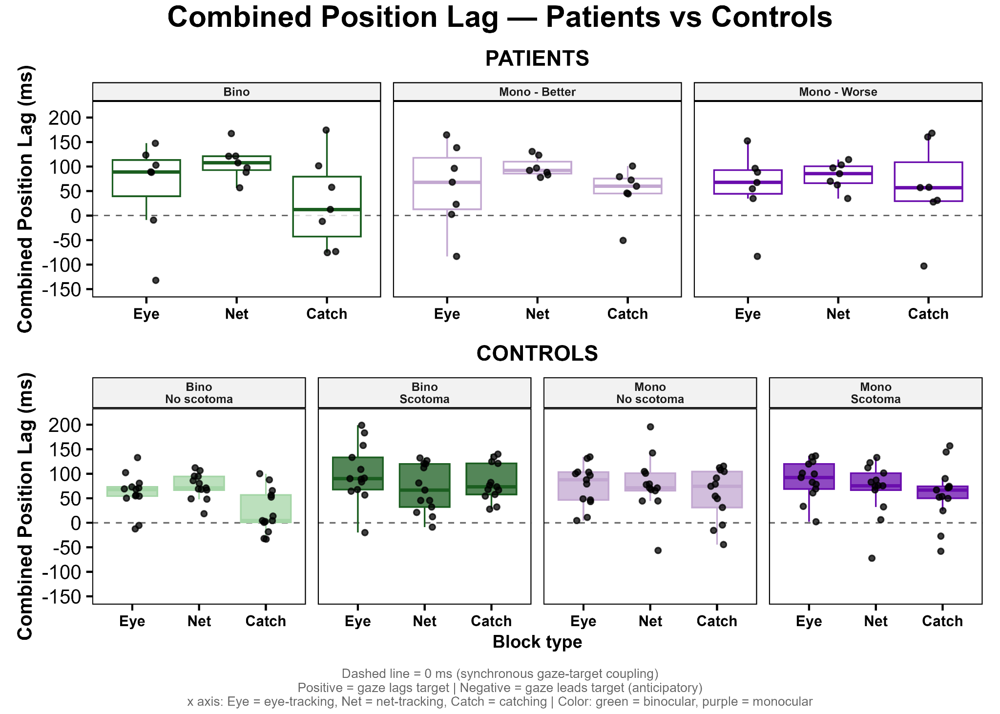 Combined Position Lag — Patients vs Controls
PATIENTS
Combined Position Lag (ms)
Bino
Mono - Better
Mono - Worse
200
150
100
50
0
-50
-100
-150
Eye Net Catch
Eye Net Catch
Eye Net Catch
CONTROLS
Combined Position Lag (ms)
Bino
No scotoma
Bino
Scotoma
Mono
No scotoma
Mono
Scotoma
200
150
100
50
0
-50
-100
-150
Eye Net Catch
Eye Net Catch
Eye Net Catch
Eye Net Catch
Block type
Dashed line = 0 ms (synchronous gaze-target coupling)
Positive = gaze lags target | Negative = gaze leads target (anticipatory)
x axis: Eye = eye-tracking, Net = net-tracking, Catch = catching | Color: green = binocular, purple = monocular